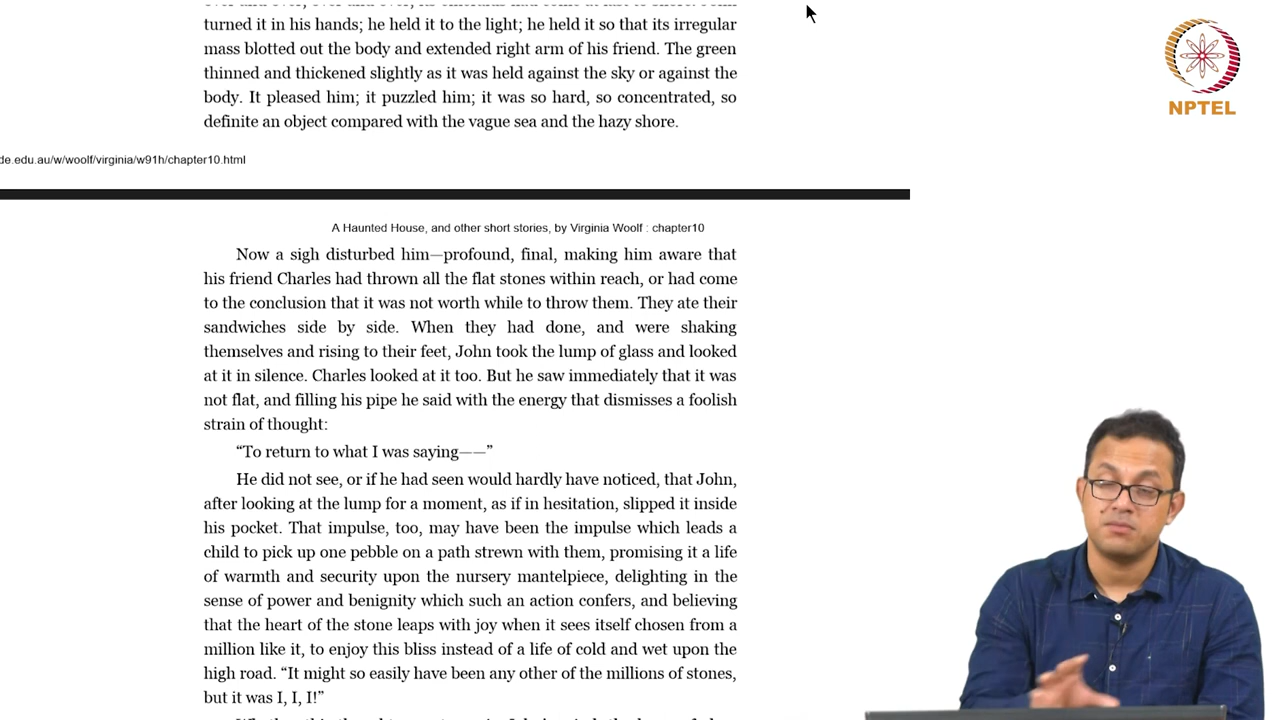 turned it in his hands; he held it to the light; he held it so that its irregular
mass blotted out the body and extended right arm of his friend. The green
thinned and thickened slightly as it was held against the sky or against the
body. It pleased him; it puzzled him; it was so hard, so concentrated, so
definite an object compared with the vague sea and the hazy shore.
NPTEL
de.edu.au/w/woolf/virginia/w91h/chapter10.html
A Haunted House, and other short stories, by Virginia Woolf : chapter10
Now a sigh disturbed him—profound, final, making him aware that
his friend Charles had thrown all the flat stones within reach, or had come
to the conclusion that it was not worth while to throw them. They ate their
sandwiches side by side. When they had done, and were shaking
themselves and rising to their feet, John took the lump of glass and looked
at it in silence. Charles looked at it too. But he saw immediately that it was
not flat, and filling his pipe he said with the energy that dismisses a foolish
strain of thought:
“To return to what I was saying——”
He did not see, or if he had seen would hardly have noticed, that John,
after looking at the lump for a moment, as if in hesitation, slipped it inside
his pocket. That impulse, too, may have been the impulse which leads a
child to pick up one pebble on a path strewn with them, promising it a life
of warmth and security upon the nursery mantelpiece, delighting in the
sense of power and benignity which such an action confers, and believing
that the heart of the stone leaps with joy when it sees itself chosen from a
million like it, to enjoy this bliss instead of a life of cold and wet upon the
high road. “It might so easily have been any other of the millions of stones,
but it was I, I, I!”